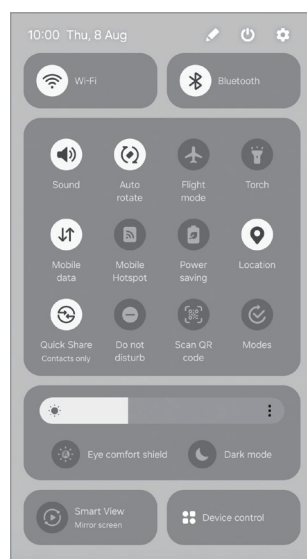 10:00 Thu, 8 Aug
Wi-Fi
Bluetooth
Sound
Auto
rotate
Flight
mode
Torch
Mobile
data
Mobile
Hotspot
Power
saving
Location
Quick Share
Contacts only
Do not
disturb
Scan QR
code
Modes
Eye comfort shield
Dark mode
Smart View
Mirror screen
Device control